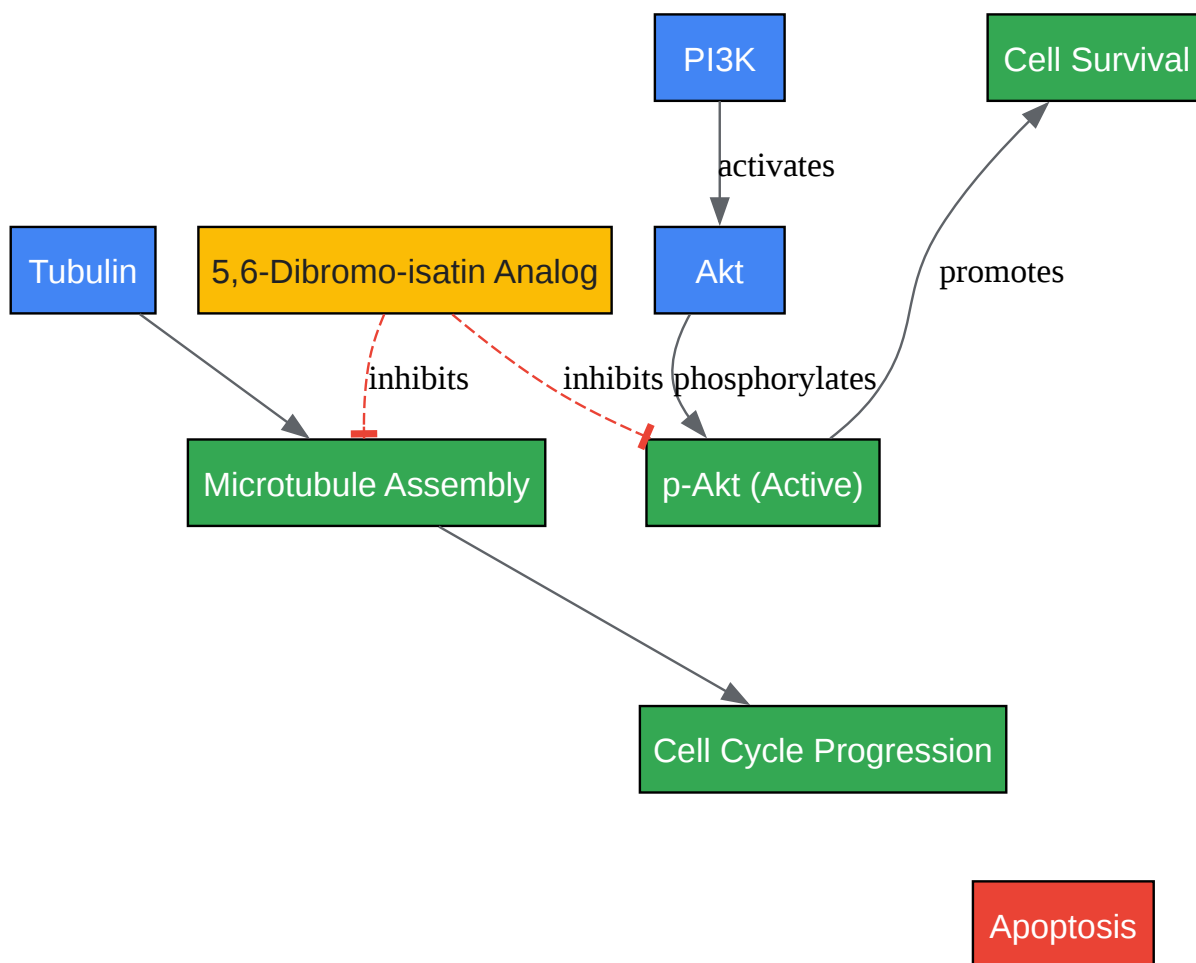 PI3K
Cell Survival
activates
Tubulin
5,6-Dibromo-isatin Analog
Akt
promotes
inhibits
inhibits
phosphorylates
Microtubule Assembly
p-Akt (Active)
Cell Cycle Progression
Apoptosis